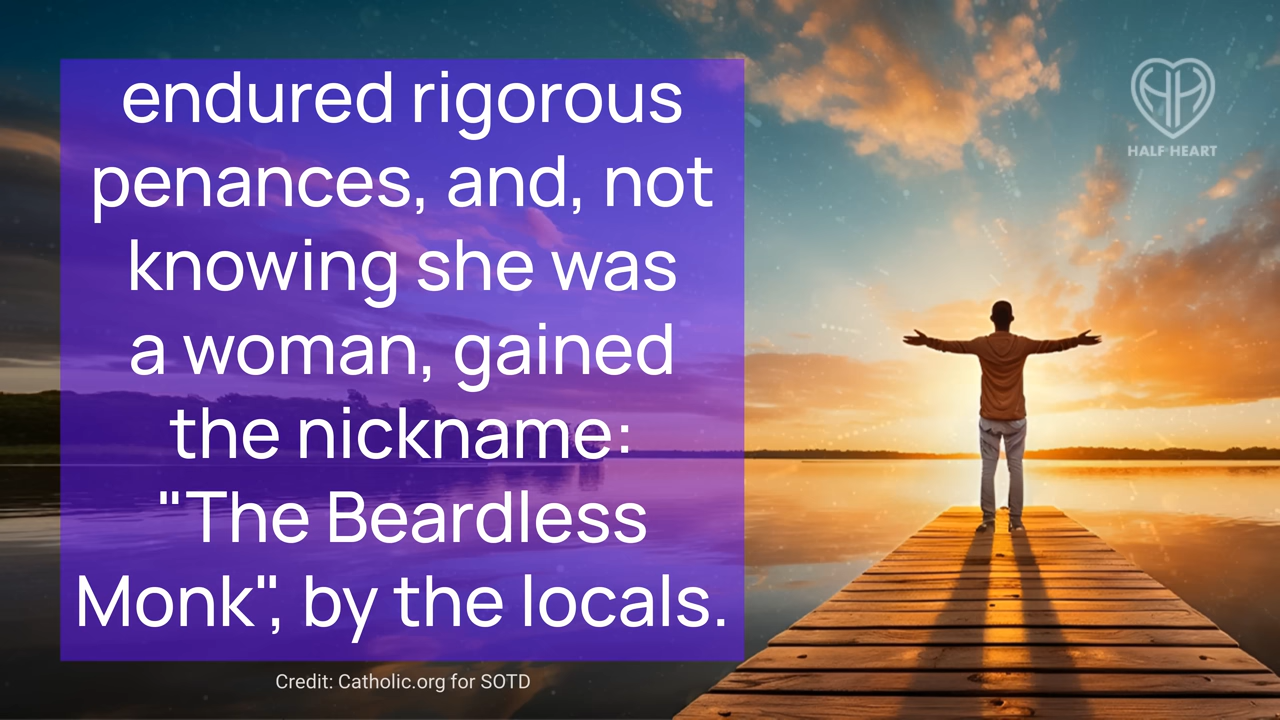 endured rigorous
penances, and, not
knowing she was
a woman, gained
the nickname:
"The Beardless
Monk", by the locals.
Credit: Catholic.org for SOTD
HALF HEART